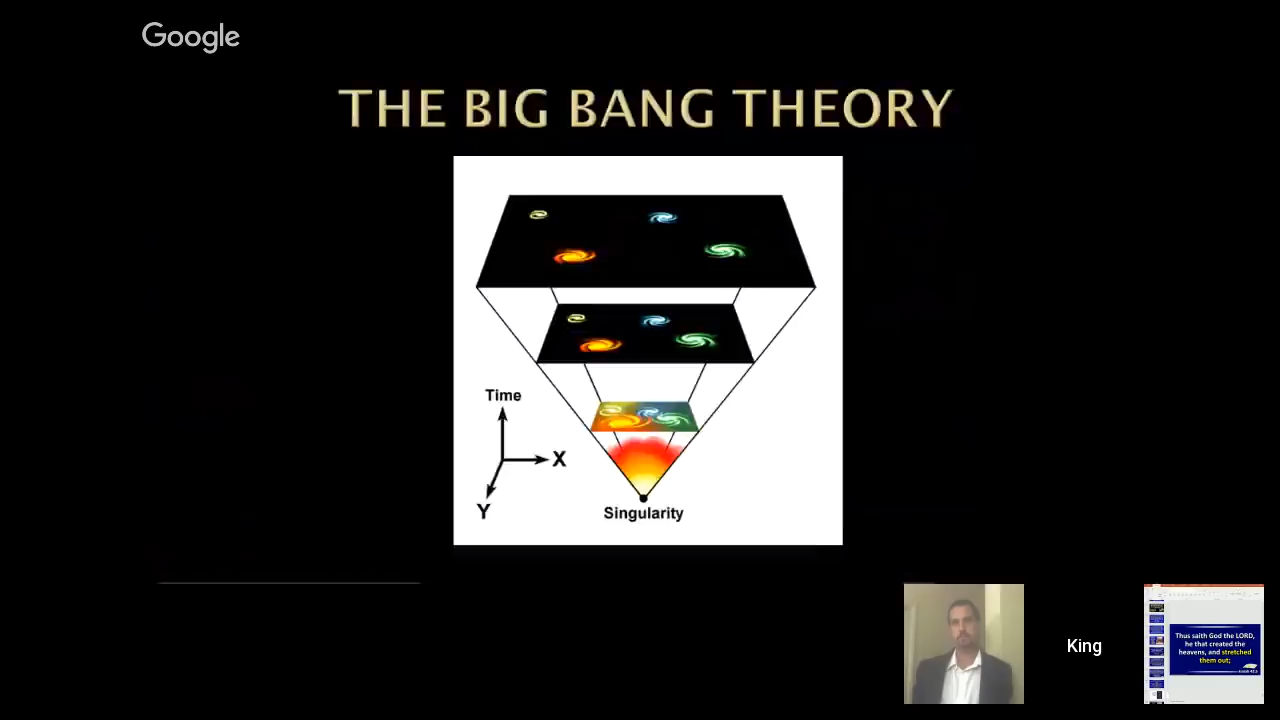 Google
THE BIG BANG THEORY
Time
X
Y
Singularity
King
Thus saith God the LORD,
he that created the
heavens, and stretched
them out;